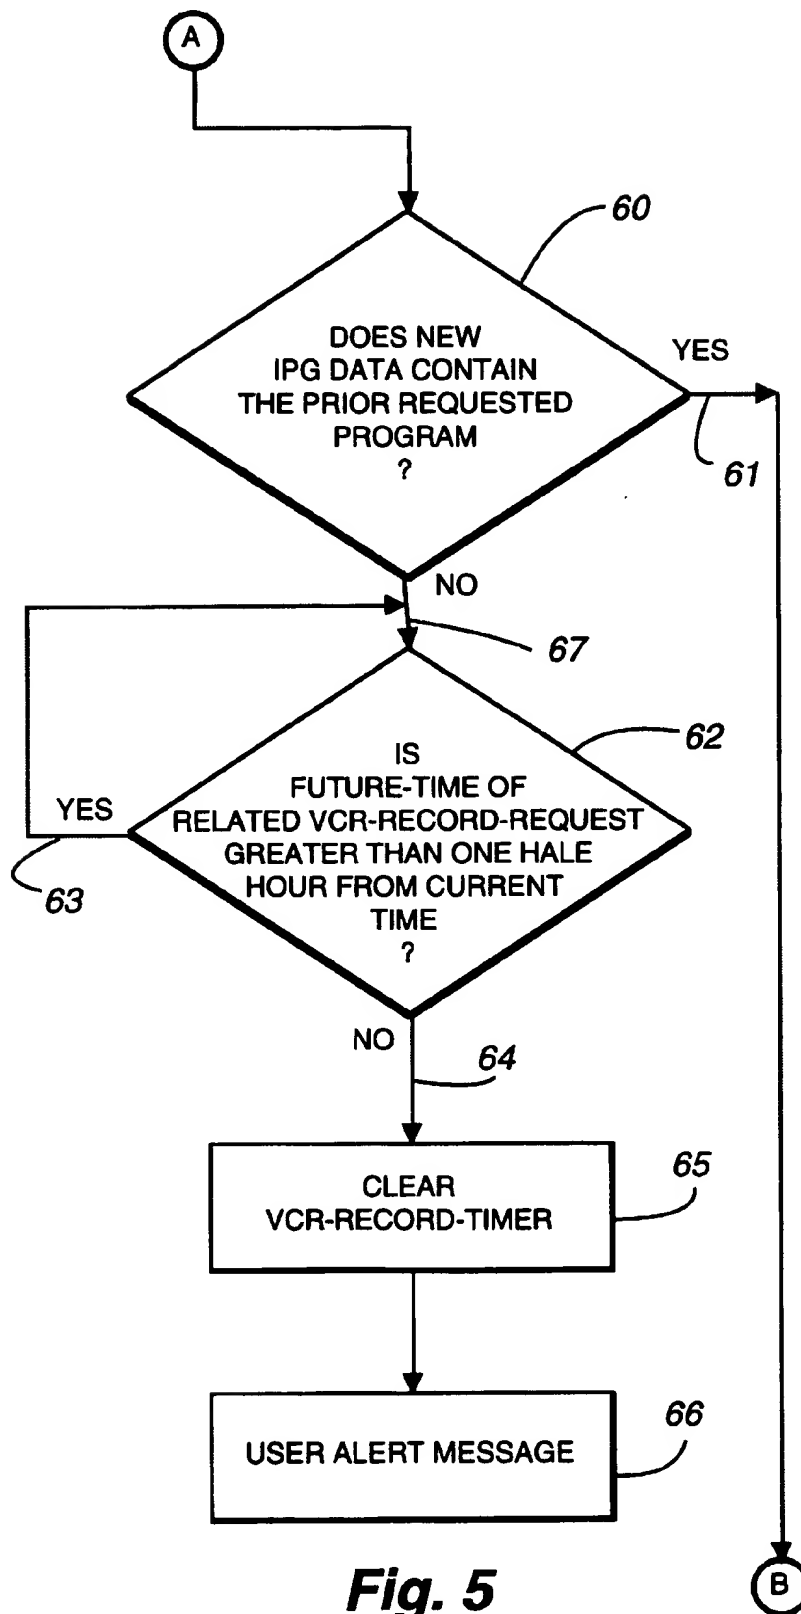 A
60
DOES NEW
IPG DATA CONTAIN
THE PRIOR REQUESTED
PROGRAM
?
YES
61
NO
67
62
IS
FUTURE-TIME OF
RELATED VCR-RECORD-REQUEST
GREATER THAN ONE HALE
HOUR FROM CURRENT
TIME
?
YES
63
NO
64
65
CLEAR
VCR-RECORD-TIMER
66
USER ALERT MESSAGE
Fig. 5
B